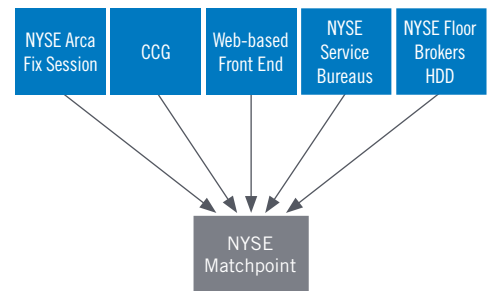 NYSE Arca
Fix Session
CCG
Web-based
Front End
NYSE
Service
Bureaus
NYSE Floor
Brokers
HDD
NYSE
Matchpoint